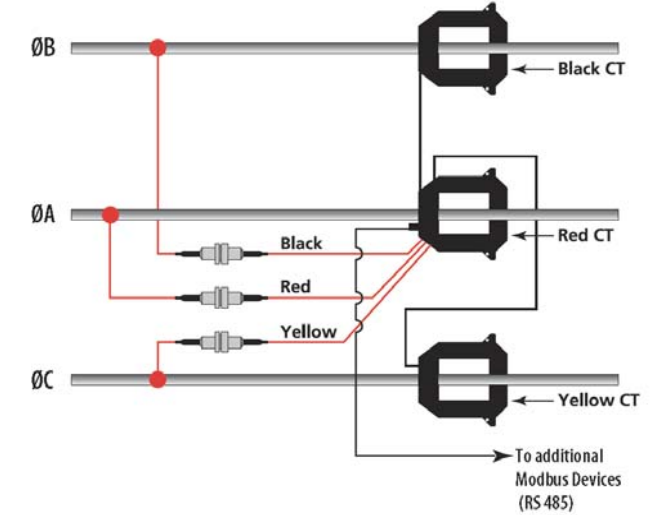 ØB
Black CT
ØA
Black
Red CT
Red
Yellow
ØC
Yellow CT
To additional
Modbus Devices
(RS 485)